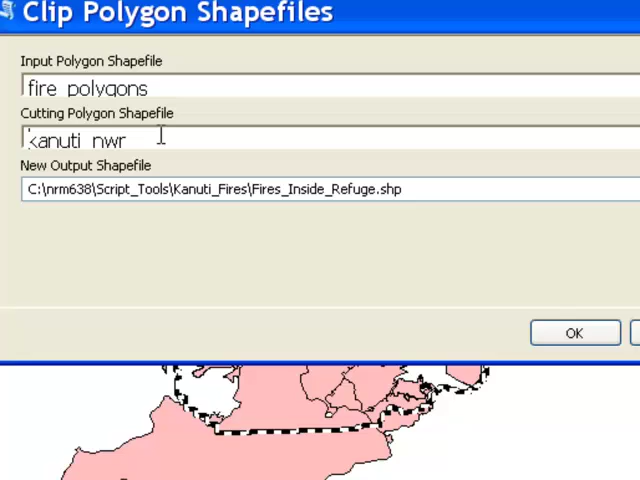 Clip Polygon Shapefiles
Input Polygon Shapefile
fire_polygons
Cutting Polygon Shapefile
kanuti_nwr
New Output Shapefile
C:\nrm638\Script_Tools\Kanuti_Fires\Fires_Inside_Refuge.shp
OK